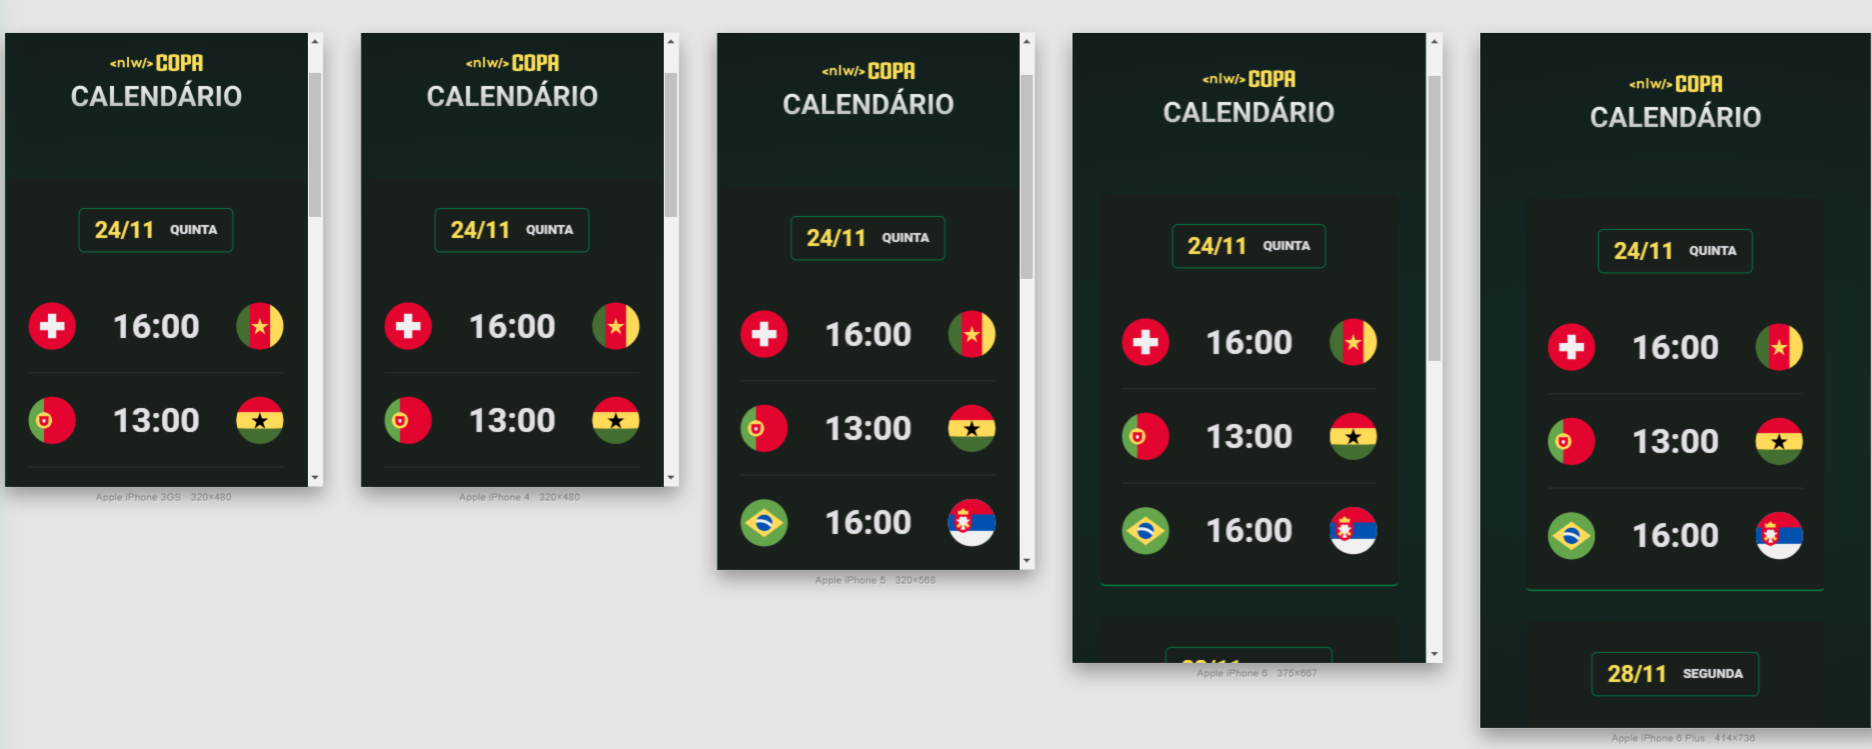 <nlw/> COPA
CALENDÁRIO
24/11 QUINTA
16:00
13:00
Apple iPhone 3GS 320×480
<nlw/> COPA
CALENDÁRIO
24/11 QUINTA
16:00
13:00
Apple iPhone 4 320×480
<nlw/> COPA
CALENDÁRIO
24/11 QUINTA
16:00
13:00
16:00
Apple iPhone 5 320×568
<nlw/> COPA
CALENDÁRIO
24/11 QUINTA
16:00
13:00
16:00
Apple iPhone 6 375×667
<nlw/> COPA
CALENDÁRIO
24/11 QUINTA
16:00
13:00
16:00
28/11 SEGUNDA
Apple iPhone 6 Plus 414×736